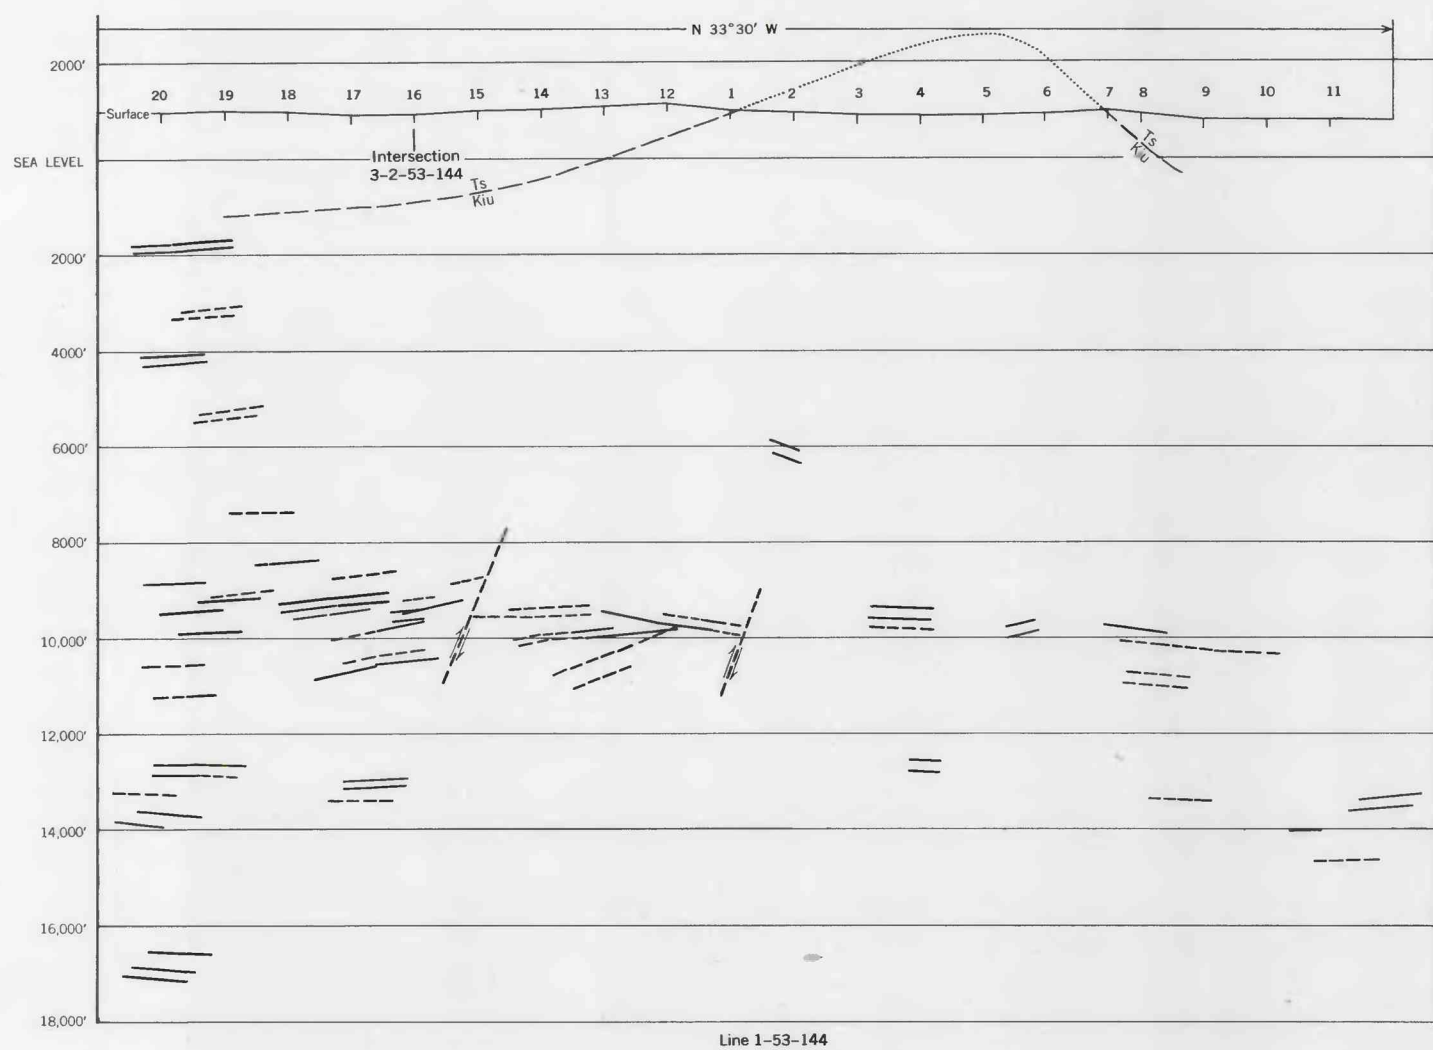 N 33°30′ W
2000′
20 19 18 17 16 15 14 13 12 1 2 3 4 5 6 7 8 9 10 11
Surface
Intersection
3-2-53-144
SEA LEVEL
Ts
Kiu
Ts
Kiu
2000′
4000′
6000′
8000′
10,000′
12,000′
14,000′
16,000′
18,000′
Line 1-53-144